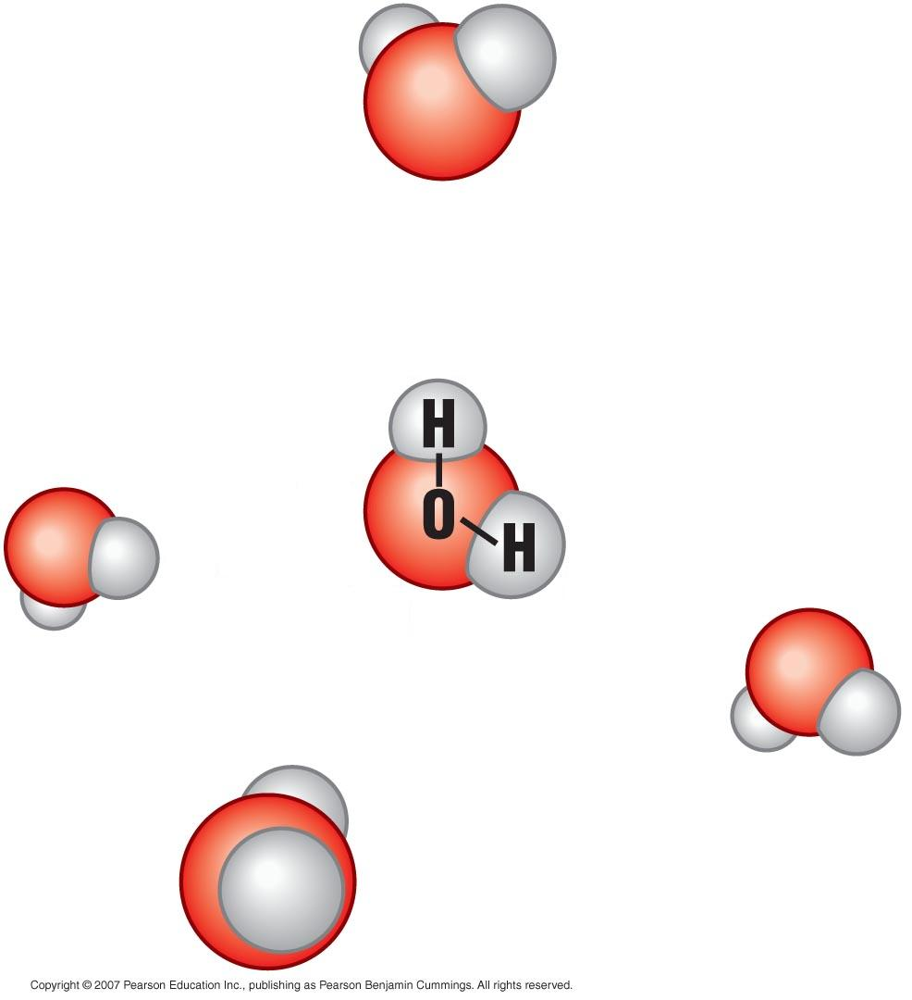 H
O
H
Copyright © 2007 Pearson Education Inc., publishing as Pearson Benjamin Cummings. All rights reserved.